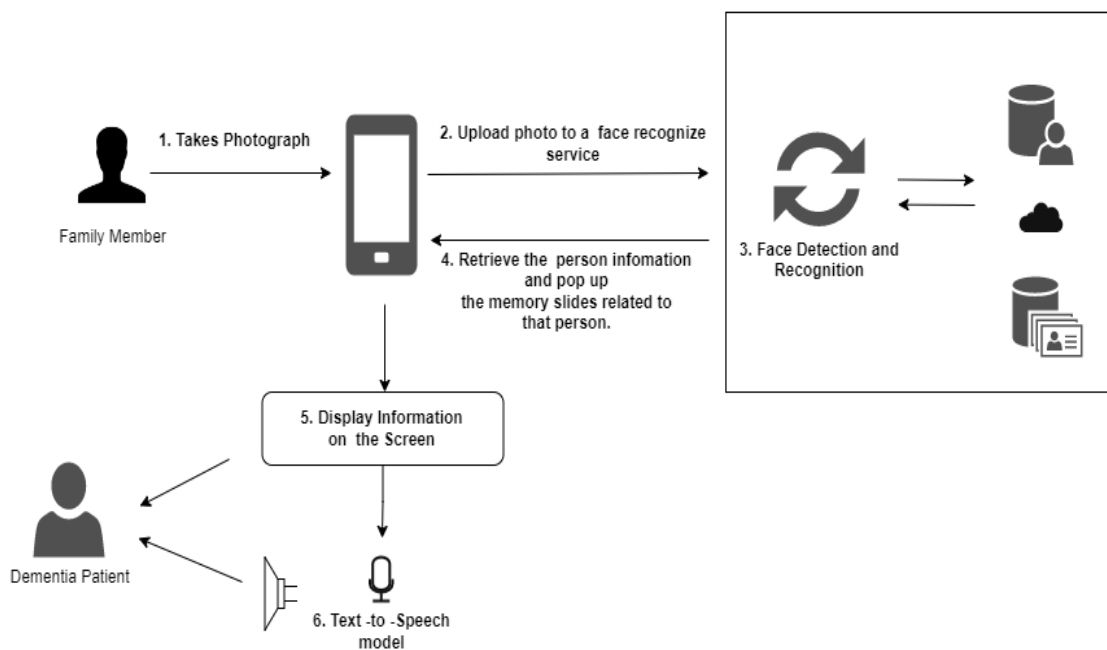 1. Takes Photograph
Family Member
2. Upload photo to a face recognize
service
3. Face Detection and
Recognition
4. Retrieve the person infomation
and pop up
the memory slides related to
that person.
5. Display Information
on the Screen
Dementia Patient
6. Text -to -Speech
model